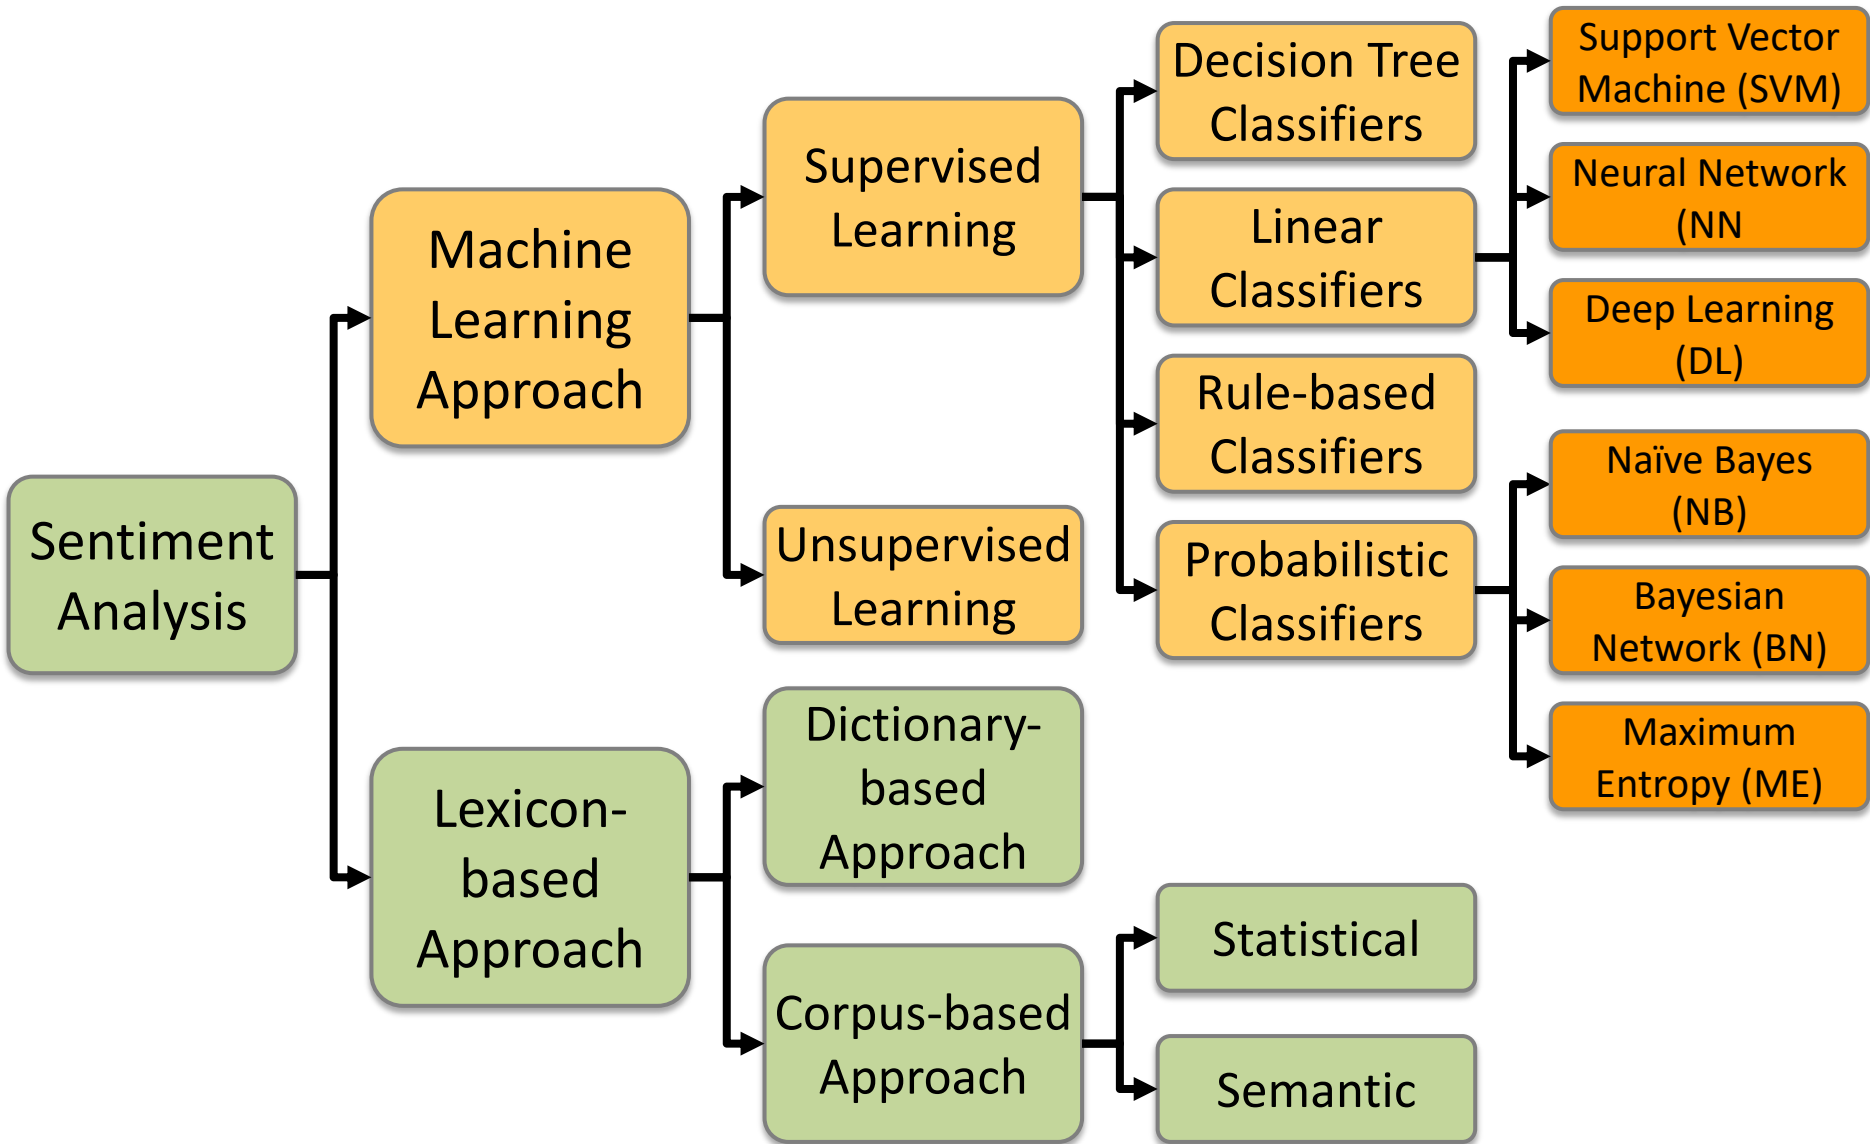 Sentiment
Analysis
Machine
Learning
Approach
Lexicon-
based
Approach
Supervised
Learning
Unsupervised
Learning
Dictionary-
based
Approach
Corpus-based
Approach
Decision Tree
Classifiers
Linear
Classifiers
Rule-based
Classifiers
Probabilistic
Classifiers
Statistical
Semantic
Support Vector
Machine (SVM)
Neural Network
(NN
Deep Learning
(DL)
Naïve Bayes
(NB)
Bayesian
Network (BN)
Maximum
Entropy (ME)